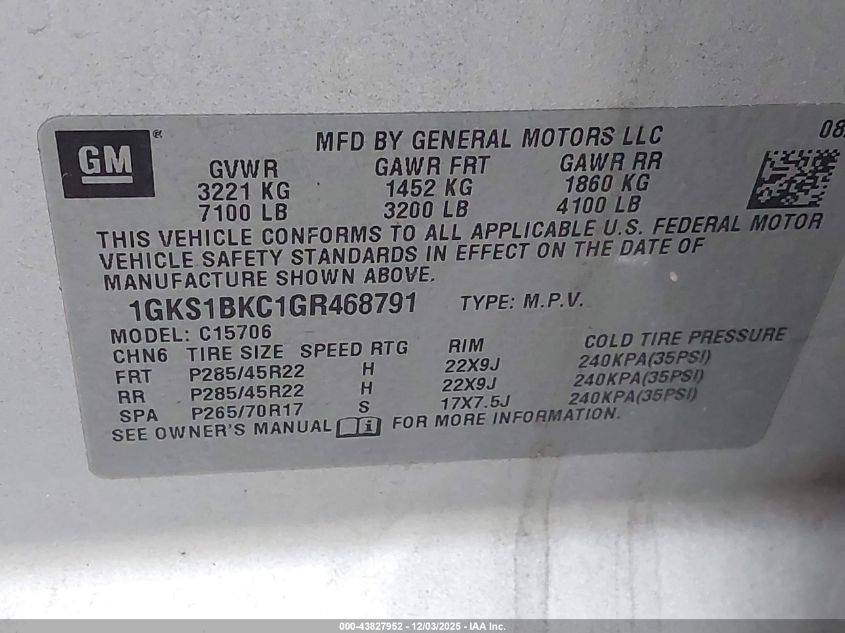 GM ®
MFD BY GENERAL MOTORS LLC 08
GVWR GAWR FRT GAWR RR
3221 KG 1452 KG 1860 KG
7100 LB 3200 LB 4100 LB
THIS VEHICLE CONFORMS TO ALL APPLICABLE U.S. FEDERAL MOTOR
VEHICLE SAFETY STANDARDS IN EFFECT ON THE DATE OF
MANUFACTURE SHOWN ABOVE.
1GKS1BKC1GR468791 TYPE: M.P.V.
MODEL: C15706
CHN6 TIRE SIZE SPEED RTG RIM COLD TIRE PRESSURE
FRT P285/45R22 H 22X9J 240KPA(35PSI)
RR P285/45R22 H 22X9J 240KPA(35PSI)
SPA P265/70R17 S 17X7.5J 240KPA(35PSI)
SEE OWNER'S MANUAL i FOR MORE INFORMATION.
000-43827952 - 12/03/2025 - IAA Inc.